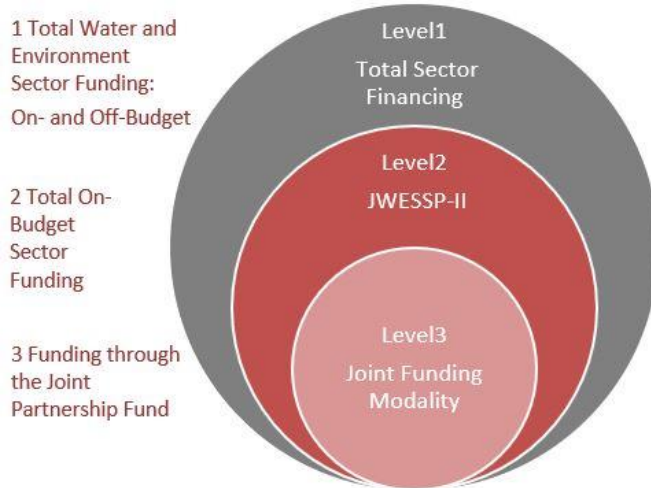 1 Total Water and
Environment
Sector Funding:
On- and Off-Budget
2 Total On-
Budget
Sector
Funding
3 Funding through
the Joint
Partnership Fund
Level1
Total Sector
Financing
Level2
JWESSP-II
Level3
Joint Funding
Modality